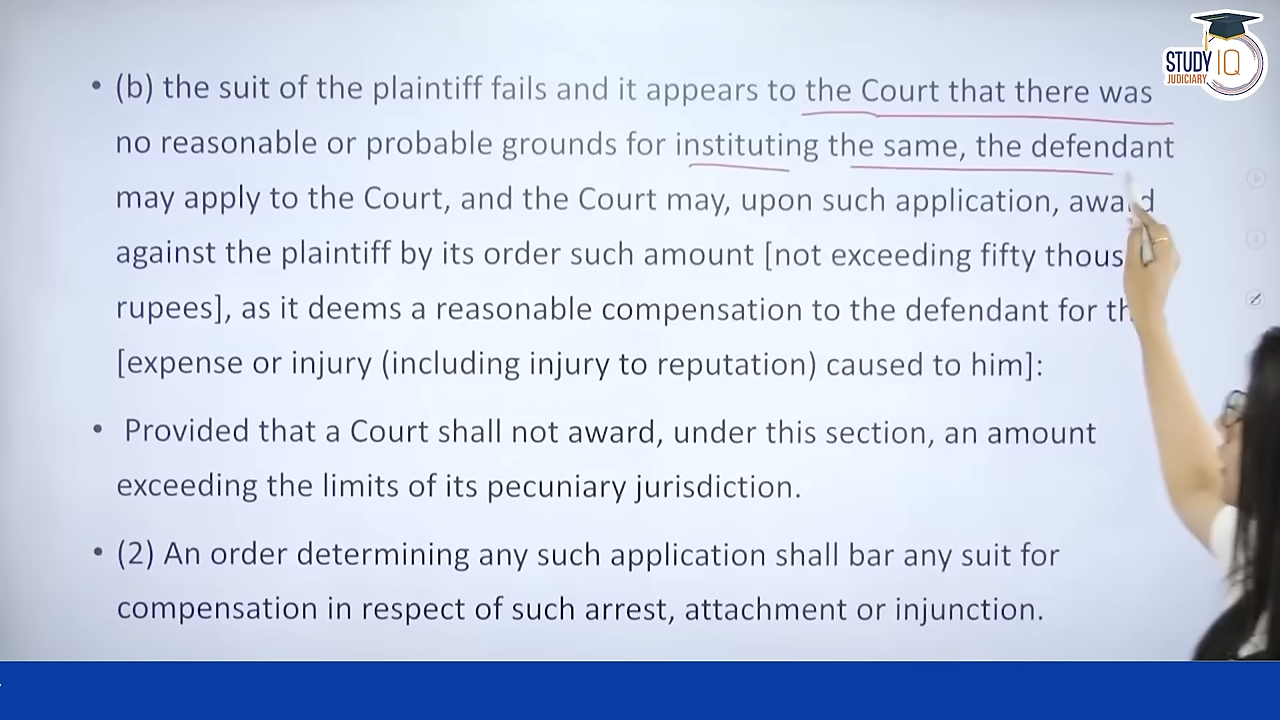 STUDY IQ
JUDICIARY
• (b) the suit of the plaintiff fails and it appears to the Court that there was
no reasonable or probable grounds for instituting the same, the defendant
may apply to the Court, and the Court may, upon such application, award
against the plaintiff by its order such amount [not exceeding fifty thous
rupees], as it deems a reasonable compensation to the defendant for th
[expense or injury (including injury to reputation) caused to him]:
• Provided that a Court shall not award, under this section, an amount
exceeding the limits of its pecuniary jurisdiction.
• (2) An order determining any such application shall bar any suit for
compensation in respect of such arrest, attachment or injunction.